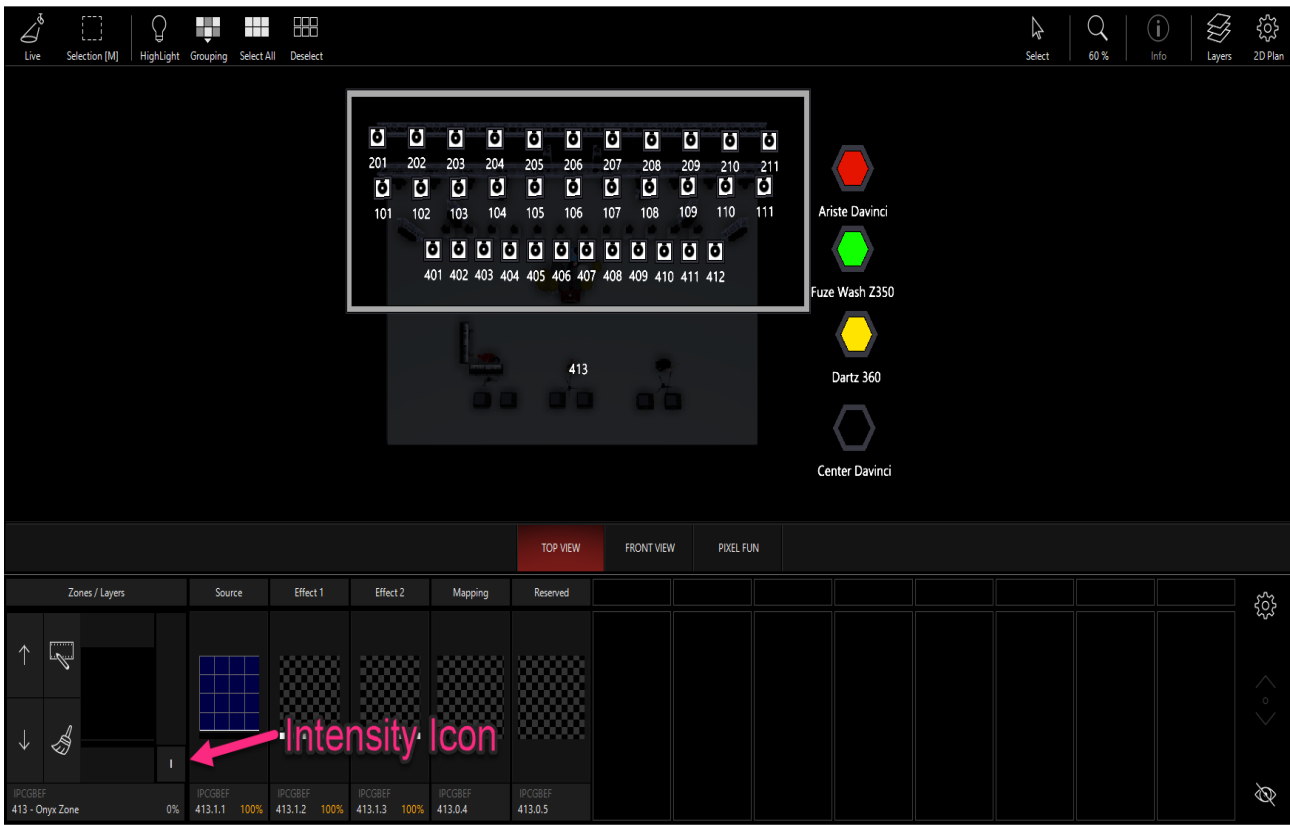 Live
Selection [M]
HighLight
Grouping
Select All
Deselect
Select
60 %
Info
Layers
2D Plan
201 202 203 204 205 206 207 208 209 210 211
101 102 103 104 105 106 107 108 109 110 111
401 402 403 404 405 406 407 408 409 410 411 412
413
Ariste Davinci
Fuze Wash Z350
Dartz 360
Center Davinci
TOP VIEW
FRONT VIEW
PIXEL FUN
Zones / Layers
Source
Effect 1
Effect 2
Mapping
Reserved
Intensity Icon
I
IPCGBEF
413 - Onyx Zone 0%
IPCGBEF
413.1.1 100%
IPCGBEF
413.1.2 100%
IPCGBEF
413.1.3 100%
IPCGBEF
413.0.4
IPCGBEF
413.0.5